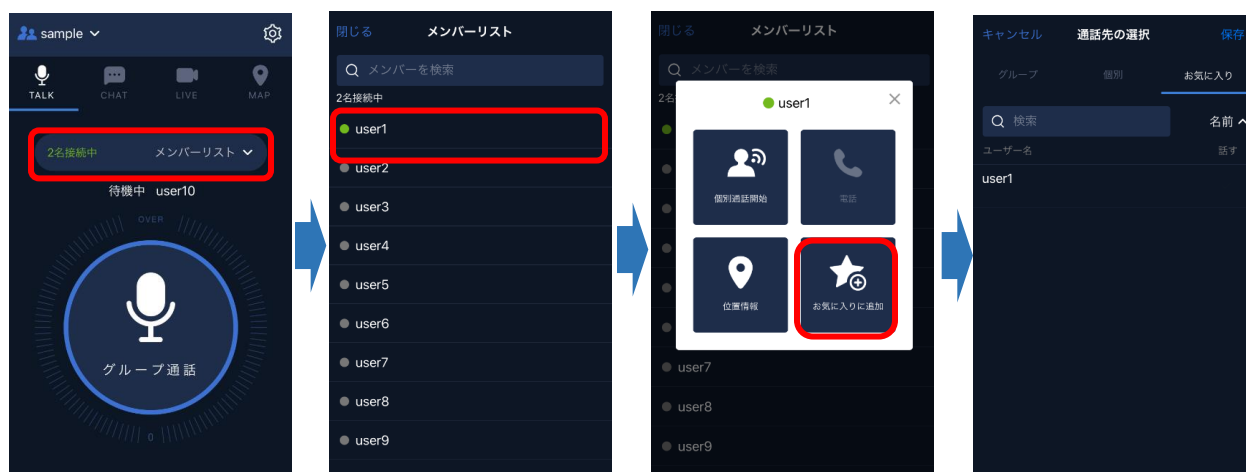 sample
TALK CHAT LIVE MAP
2名接続中 メンバーリスト
待機中 user10
OVER
グループ通話
0
閉じる メンバーリスト
メンバーを検索
2名接続中
user1
user2
user3
user4
user5
user6
user7
user8
user9
閉じる メンバーリスト
メンバーを検索
2名
user1
個別通話開始 電話
位置情報 お気に入りに追加
user7
user8
user9
キャンセル 通話先の選択 保存
グループ 個別 お気に入り
検索 名前
ユーザー名 話す
user1